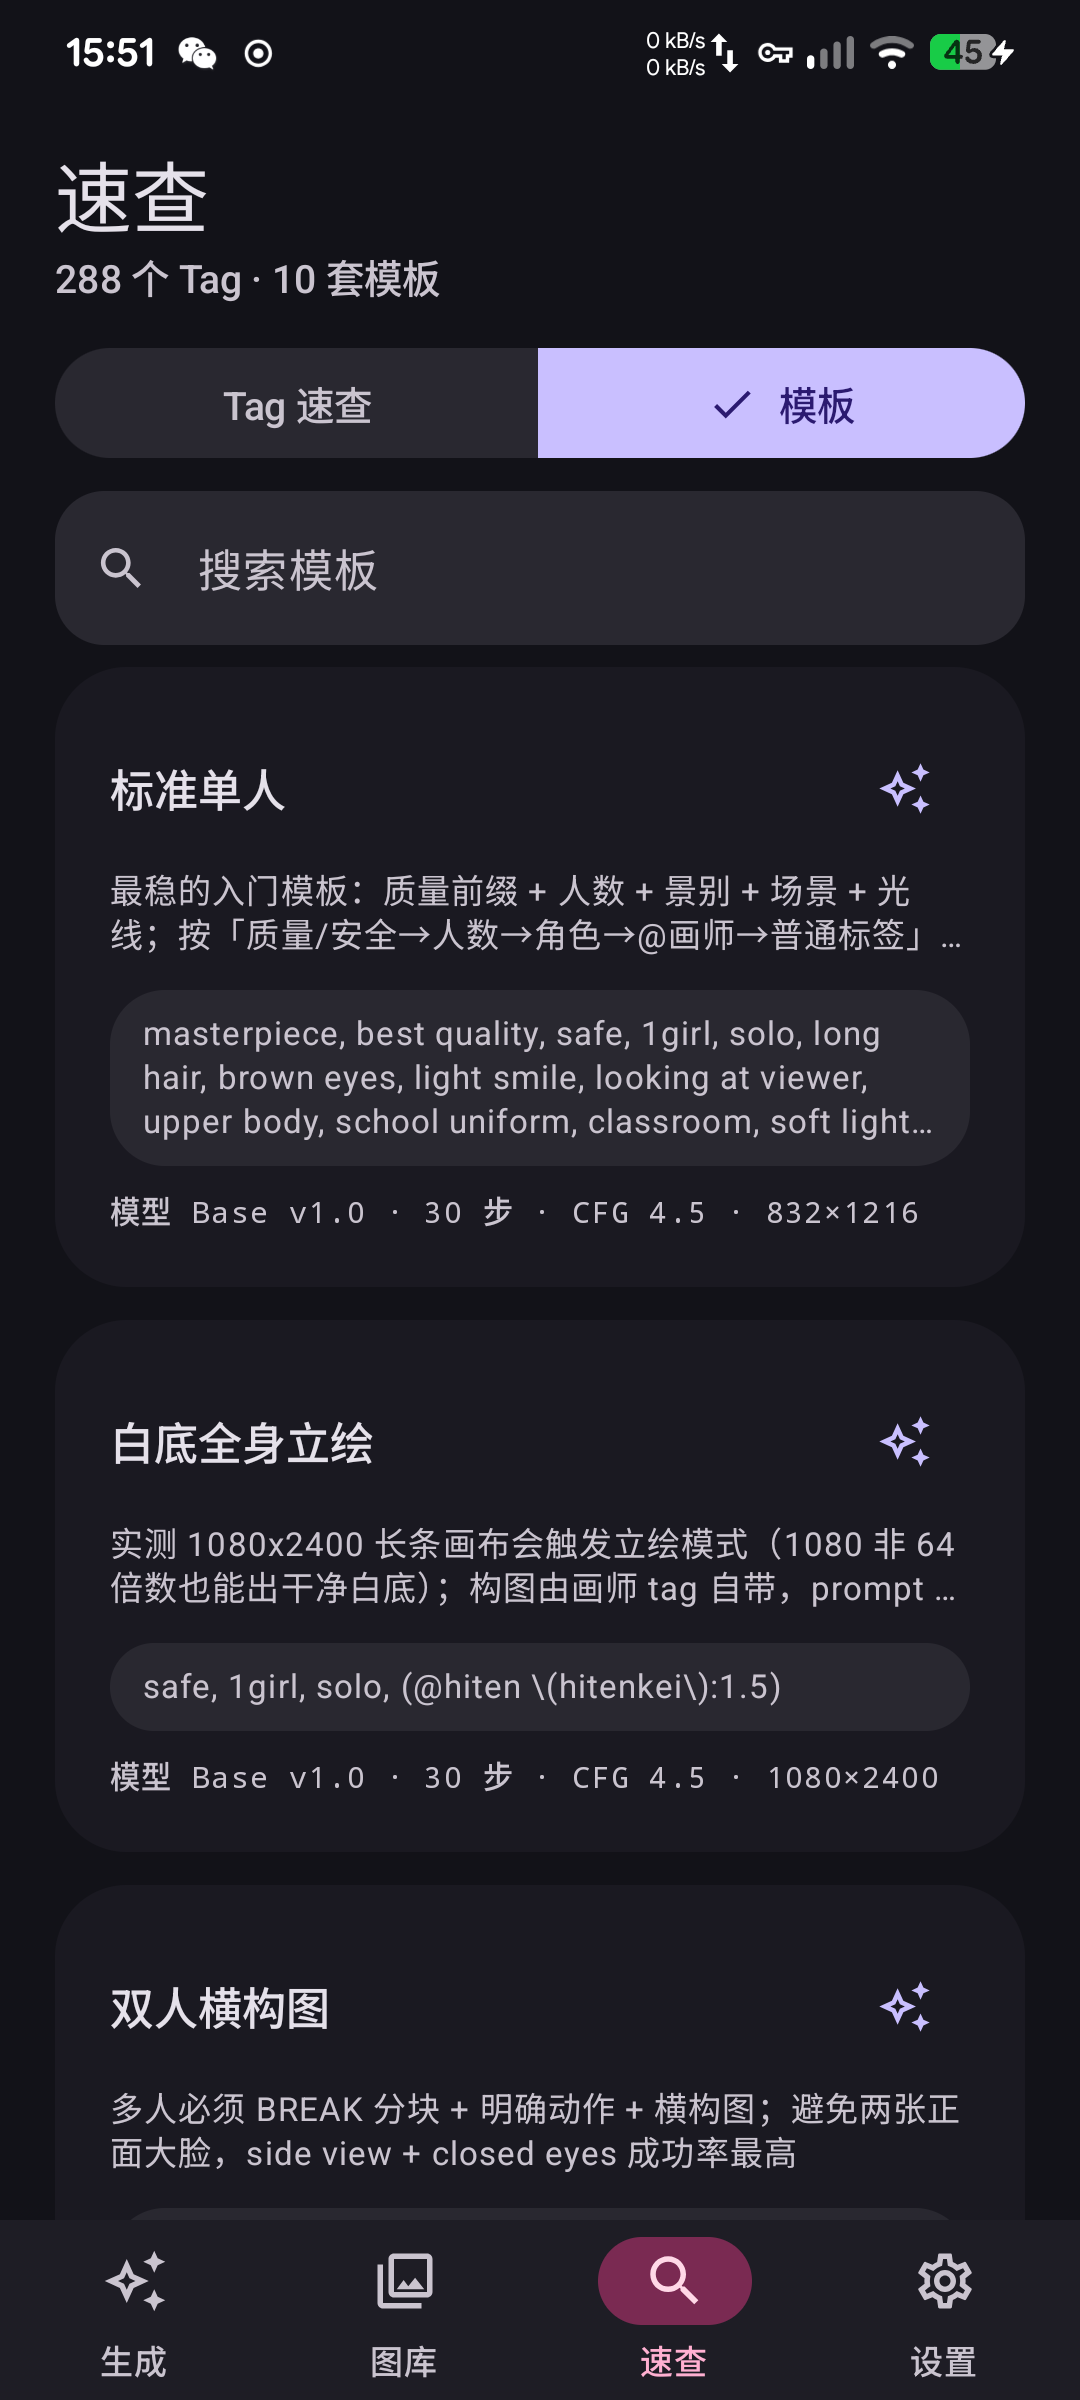 15:51
0 kB/s
0 kB/s
45
速查
288 个 Tag · 10 套模板
Tag 速查
模板
搜索模板
标准单人
最稳的入门模板：质量前缀 + 人数 + 景别 + 场景 + 光
线；按「质量/安全→人数→角色→@画师→普通标签」…
masterpiece, best quality, safe, 1girl, solo, long
hair, brown eyes, light smile, looking at viewer,
upper body, school uniform, classroom, soft light…
模型 Base v1.0 · 30 步 · CFG 4.5 · 832×1216
白底全身立绘
实测 1080x2400 长条画布会触发立绘模式（1080 非 64
倍数也能出干净白底）；构图由画师 tag 自带，prompt …
safe, 1girl, solo, (@hiten \(hitenkei\):1.5)
模型 Base v1.0 · 30 步 · CFG 4.5 · 1080×2400
双人横构图
多人必须 BREAK 分块 + 明确动作 + 横构图；避免两张正
面大脸，side view + closed eyes 成功率最高
生成
图库
速查
设置